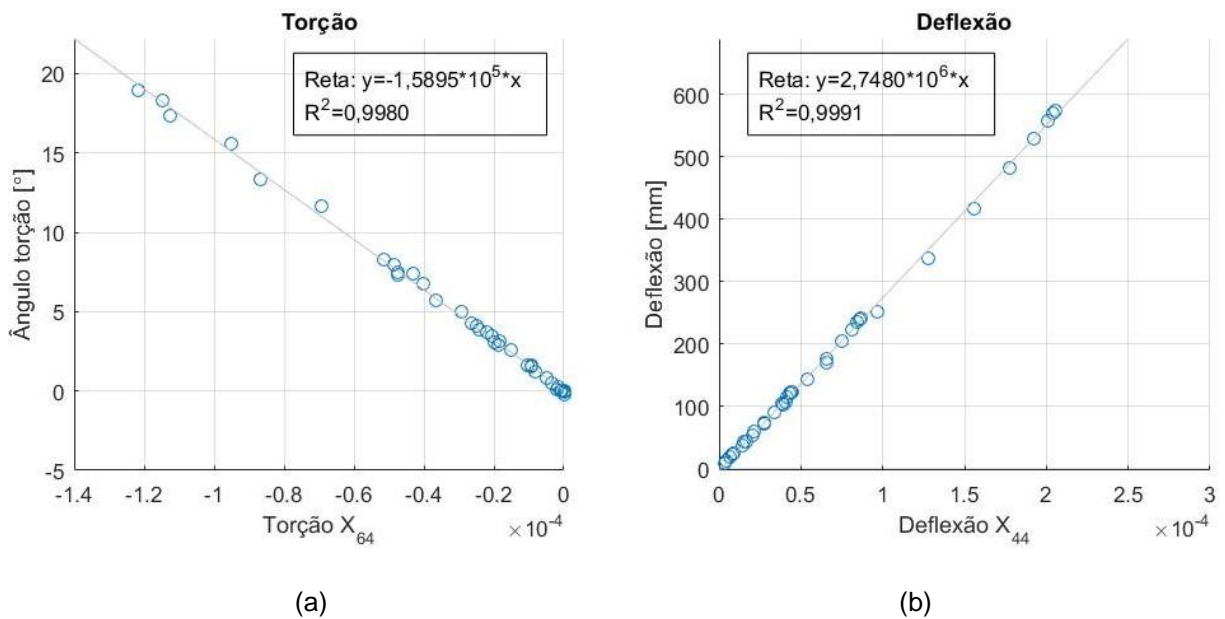 Torção
Reta: y=-1,5895*10^5*x
R^2=0,9980
Ângulo torção [°]
20
15
10
5
0
-5
-1.4 -1.2 -1 -0.8 -0.6 -0.4 -0.2 0
Torção X_64
×10^-4
(a)
Deflexão
Reta: y=2,7480*10^6*x
R^2=0,9991
Deflexão [mm]
600
500
400
300
200
100
0
0 0.5 1 1.5 2 2.5 3
Deflexão X_44
×10^-4
(b)